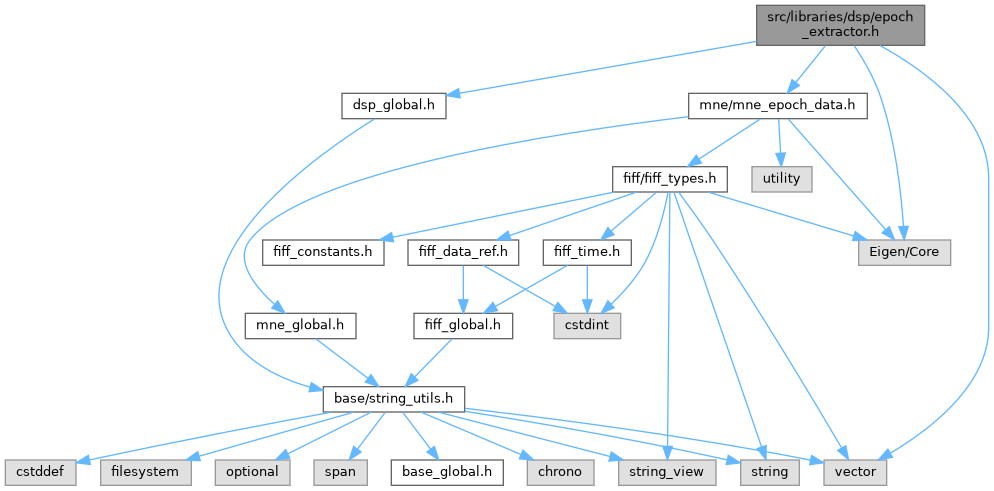 src/libraries/dsp/epoch
_extractor.h
dsp_global.h
mne/mne_epoch_data.h
fiff/fiff_types.h
utility
fiff_constants.h
fiff_data_ref.h
fiff_time.h
Eigen/Core
mne_global.h
fiff_global.h
cstdint
base/string_utils.h
cstddef
filesystem
optional
span
base_global.h
chrono
string_view
string
vector